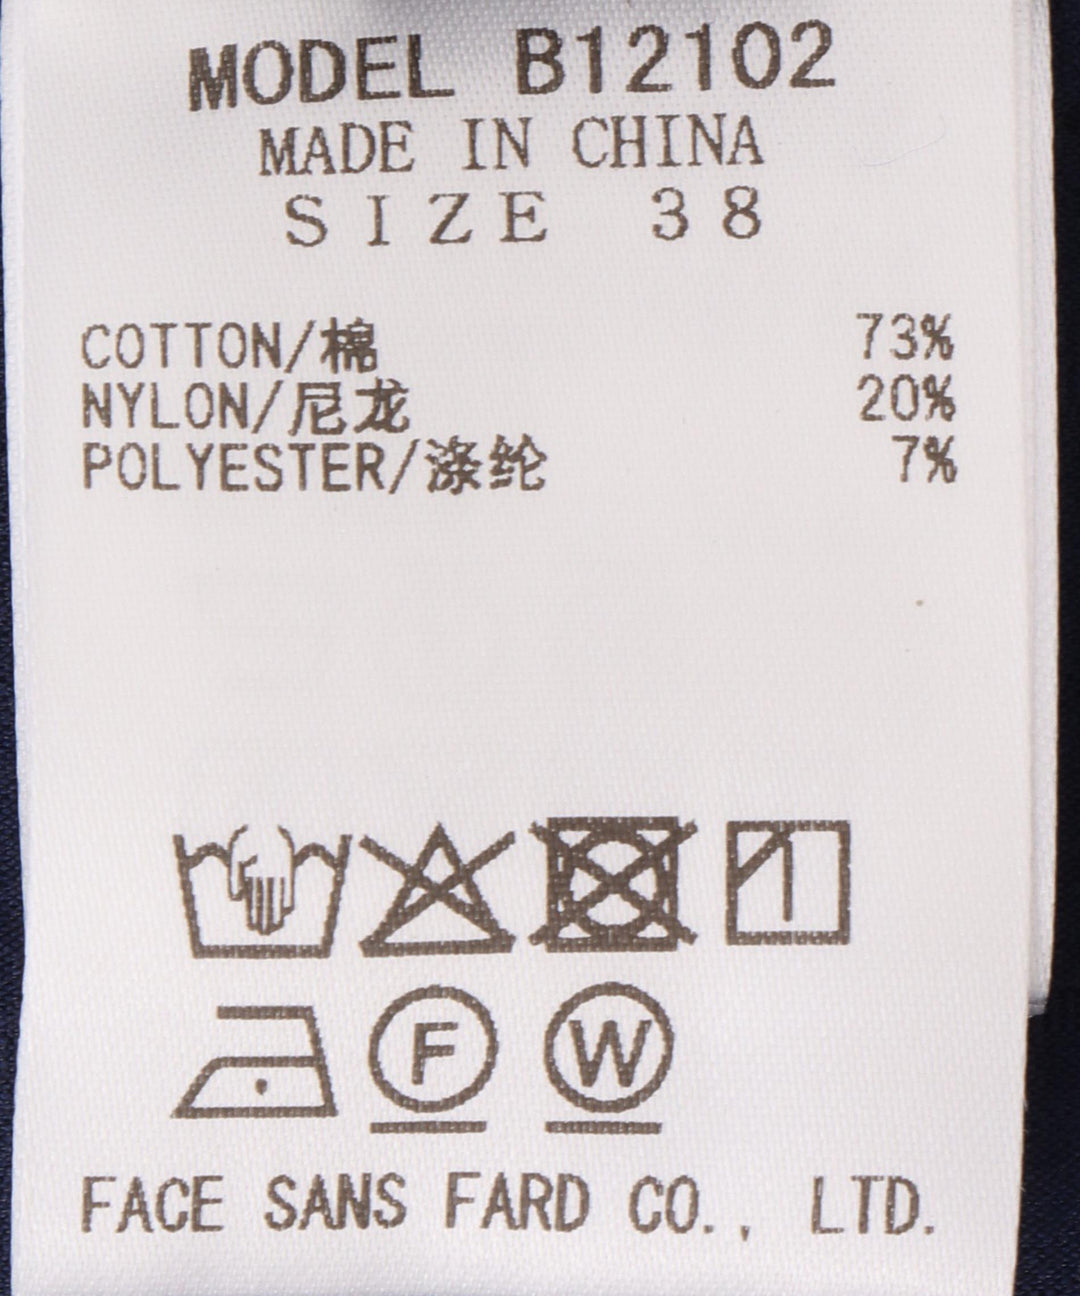 MODEL B12102
MADE IN CHINA
SIZE 38
COTTON/棉 73%
NYLON/尼龙 20%
POLYESTER/涤纶 7%
F W
FACE SANS FARD CO., LTD.